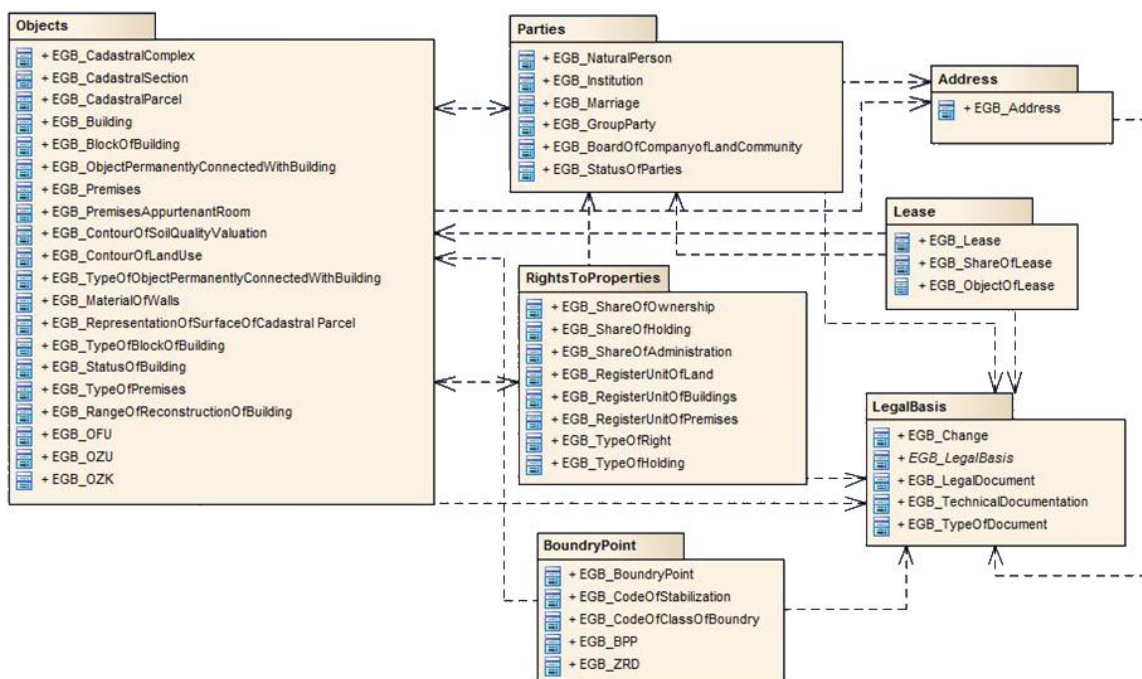 Objects
+ EGB_CadastralComplex
+ EGB_CadastralSection
+ EGB_CadastralParcel
+ EGB_Building
+ EGB_BlockOfBuilding
+ EGB_ObjectPermanentlyConnectedWithBuilding
+ EGB_Premises
+ EGB_PremisesAppurtenantRoom
+ EGB_ContourOfSoilQualityValuation
+ EGB_ContourOfLandUse
+ EGB_TypeOfObjectPermanentlyConnectedWithBuilding
+ EGB_MaterialOfWalls
+ EGB_RepresentationOfSurfaceOfCadastral Parcel
+ EGB_TypeOfBlockOfBuilding
+ EGB_StatusOfBuilding
+ EGB_TypeOfPremises
+ EGB_RangeOfReconstructionOfBuilding
+ EGB_OFU
+ EGB_OZU
+ EGB_OZK
Parties
+ EGB_NaturalPerson
+ EGB_Institution
+ EGB_Marriage
+ EGB_GroupParty
+ EGB_BoardOfCompanyofLandCommunity
+ EGB_StatusOfParties
Address
+ EGB_Address
Lease
+ EGB_Lease
+ EGB_ShareOfLease
+ EGB_ObjectOfLease
RightsToProperties
+ EGB_ShareOfOwnership
+ EGB_ShareOfHolding
+ EGB_ShareOfAdministration
+ EGB_RegisterUnitOfLand
+ EGB_RegisterUnitOfBuildings
+ EGB_RegisterUnitOfPremises
+ EGB_TypeOfRight
+ EGB_TypeOfHolding
LegalBasis
+ EGB_Change
+ EGB_LegalBasis
+ EGB_LegalDocument
+ EGB_TechnicalDocumentation
+ EGB_TypeOfDocument
BoundryPoint
+ EGB_BoundryPoint
+ EGB_CodeOfStabilization
+ EGB_CodeOfClassOfBoundry
+ EGB_BPP
+ EGB_ZRD